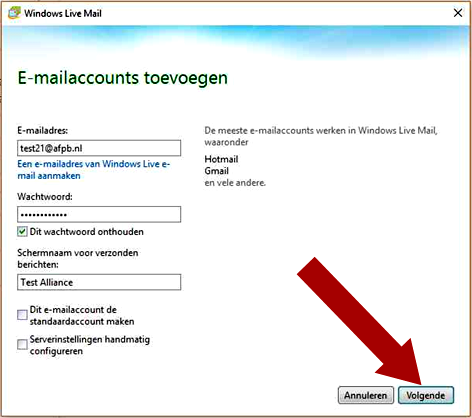 Windows Live Mail
E-mailaccounts toevoegen
E-mailadres:
test21@afpb.nl
Een e-mailadres van Windows Live e-
mail aanmaken
Wachtwoord:
••••••••••••
Dit wachtwoord onthouden
Schermnaam voor verzonden
berichten:
Test Alliance
Dit e-mailaccount de
standaardaccount maken
Serverinstellingen handmatig
configureren
De meeste e-mailaccounts werken in Windows Live Mail,
waaronder
Hotmail
Gmail
en vele andere.
Annuleren
Volgende